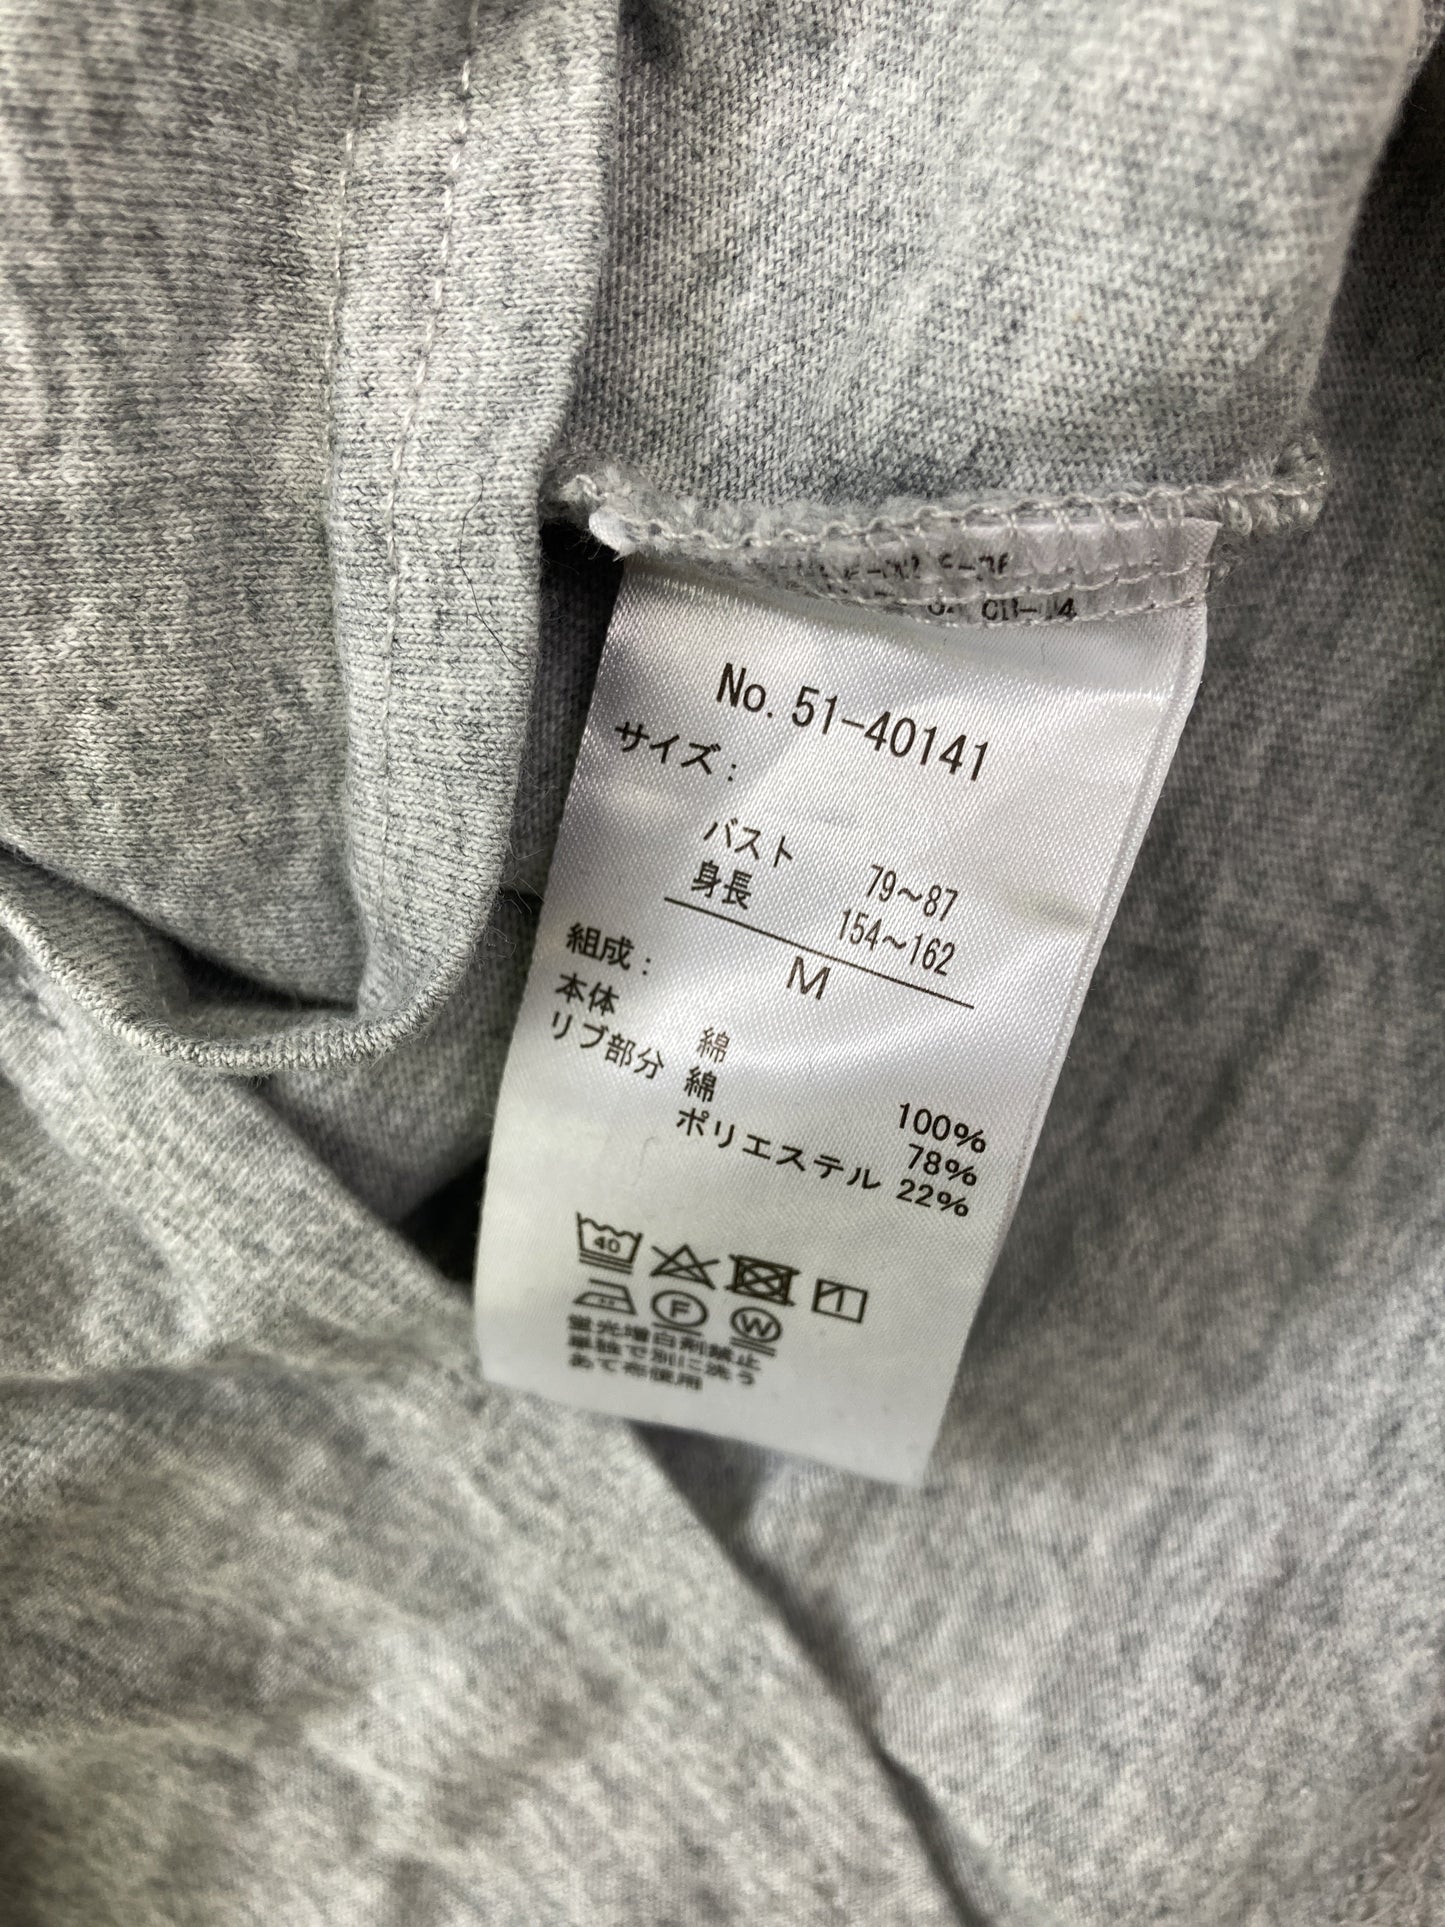 No. 51-40141
サイズ:
バスト 79~87
身長 154~162
M
組成:
本体 綿 100%
リブ部分 綿 78%
ポリエステル 22%
40
F W
蛍光増白剤禁止
単独で別に洗う
あて布使用